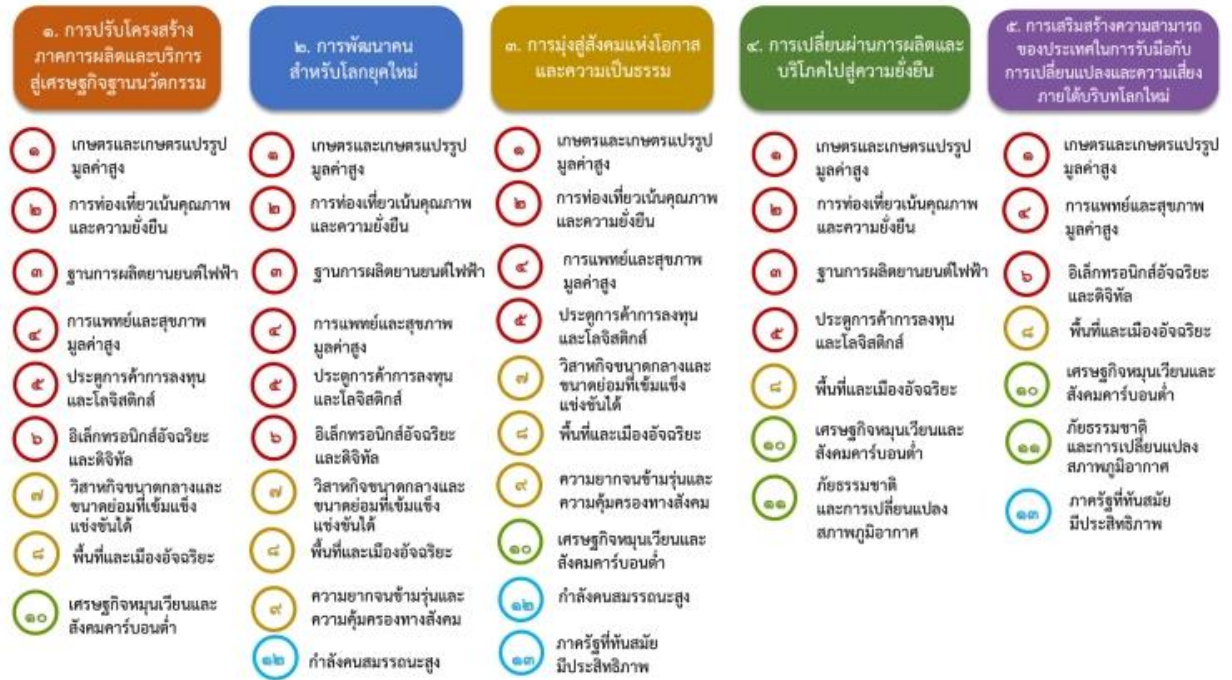 ๑. การปรับโครงสร้าง
ภาคการผลิตและบริการ
สู่เศรษฐกิจฐานนวัตกรรม
๑
เกษตรและเกษตรแปรรูป
มูลค่าสูง
๒
การท่องเที่ยวเน้นคุณภาพ
และความยั่งยืน
๓
ฐานการผลิตยานยนต์ไฟฟ้า
๔
การแพทย์และสุขภาพ
มูลค่าสูง
๕
ประตูการค้าการลงทุน
และโลจิสติกส์
๖
อิเล็กทรอนิกส์อัจฉริยะ
และดิจิทัล
๗
วิสาหกิจขนาดกลางและ
ขนาดย่อมที่เข้มแข็ง
แข่งขันได้
๘
พื้นที่และเมืองอัจฉริยะ
๑๐
เศรษฐกิจหมุนเวียนและ
สังคมคาร์บอนต่ำ
๒. การพัฒนาคน
สำหรับโลกยุคใหม่
๑
เกษตรและเกษตรแปรรูป
มูลค่าสูง
๒
การท่องเที่ยวเน้นคุณภาพ
และความยั่งยืน
๓
ฐานการผลิตยานยนต์ไฟฟ้า
๔
การแพทย์และสุขภาพ
มูลค่าสูง
๕
ประตูการค้าการลงทุน
และโลจิสติกส์
๖
อิเล็กทรอนิกส์อัจฉริยะ
และดิจิทัล
๗
วิสาหกิจขนาดกลางและ
ขนาดย่อมที่เข้มแข็ง
แข่งขันได้
๘
พื้นที่และเมืองอัจฉริยะ
๙
ความยากจนข้ามรุ่นและ
ความคุ้มครองทางสังคม
๑๒
กำลังคนสมรรถนะสูง
๓. การมุ่งสู่สังคมแห่งโอกาส
และความเป็นธรรม
๑
เกษตรและเกษตรแปรรูป
มูลค่าสูง
๒
การท่องเที่ยวเน้นคุณภาพ
และความยั่งยืน
๔
การแพทย์และสุขภาพ
มูลค่าสูง
๕
ประตูการค้าการลงทุน
และโลจิสติกส์
๗
วิสาหกิจขนาดกลางและ
ขนาดย่อมที่เข้มแข็ง
แข่งขันได้
๘
พื้นที่และเมืองอัจฉริยะ
๙
ความยากจนข้ามรุ่นและ
ความคุ้มครองทางสังคม
๑๐
เศรษฐกิจหมุนเวียนและ
สังคมคาร์บอนต่ำ
๑๒
กำลังคนสมรรถนะสูง
๑๓
ภาครัฐที่ทันสมัย
มีประสิทธิภาพ
๔. การเปลี่ยนผ่านการผลิตและ
บริโภคไปสู่ความยั่งยืน
๑
เกษตรและเกษตรแปรรูป
มูลค่าสูง
๒
การท่องเที่ยวเน้นคุณภาพ
และความยั่งยืน
๓
ฐานการผลิตยานยนต์ไฟฟ้า
๕
ประตูการค้าการลงทุน
และโลจิสติกส์
๘
พื้นที่และเมืองอัจฉริยะ
๑๐
เศรษฐกิจหมุนเวียนและ
สังคมคาร์บอนต่ำ
๑๑
ภัยธรรมชาติ
และการเปลี่ยนแปลง
สภาพภูมิอากาศ
๕. การเสริมสร้างความสามารถ
ของประเทศในการรับมือกับ
การเปลี่ยนแปลงและความเสี่ยง
ภายใต้บริบทโลกใหม่
๑
เกษตรและเกษตรแปรรูป
มูลค่าสูง
๔
การแพทย์และสุขภาพ
มูลค่าสูง
๖
อิเล็กทรอนิกส์อัจฉริยะ
และดิจิทัล
๘
พื้นที่และเมืองอัจฉริยะ
๑๐
เศรษฐกิจหมุนเวียนและ
สังคมคาร์บอนต่ำ
๑๑
ภัยธรรมชาติ
และการเปลี่ยนแปลง
สภาพภูมิอากาศ
๑๓
ภาครัฐที่ทันสมัย
มีประสิทธิภาพ